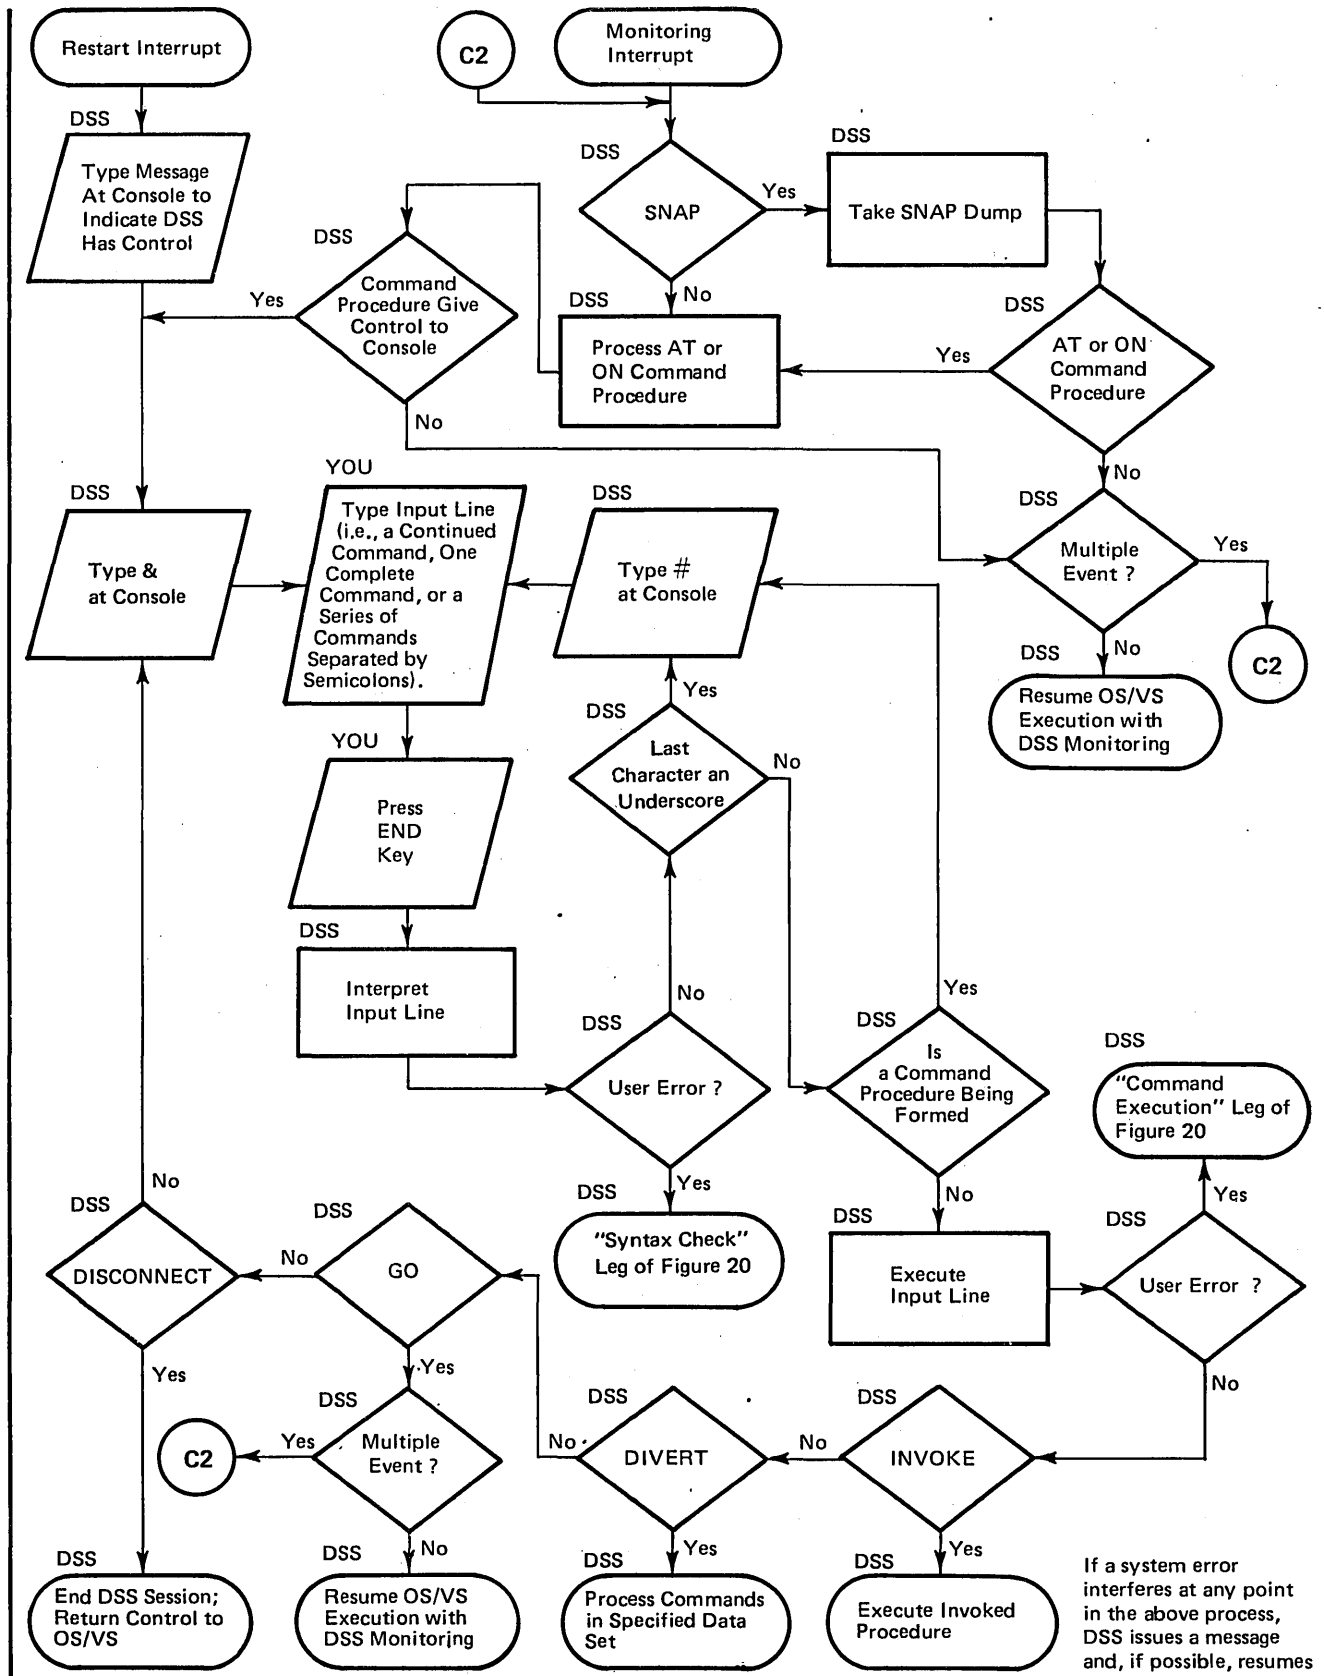 Restart Interrupt
C2
Monitoring
Interrupt
DSS
Type Message
At Console to
Indicate DSS
Has Control
DSS
SNAP
Yes
No
DSS
Take SNAP Dump
DSS
Command
Procedure Give
Control to
Console
Yes
No
DSS
Process AT or
ON Command
Procedure
DSS
AT or ON
Command
Procedure
Yes
No
DSS
Multiple
Event ?
Yes
C2
No
DSS
Resume OS/VS
Execution with
DSS Monitoring
DSS
Type &
at Console
YOU
Type Input Line
(i.e., a Continued
Command, One
Complete
Command, or a
Series of
Commands
Separated by
Semicolons).
DSS
Type #
at Console
Yes
DSS
Last
Character an
Underscore
No
YOU
Press
END
Key
DSS
Interpret
Input Line
No
DSS
User Error ?
Yes
DSS
"Syntax Check"
Leg of Figure 20
Yes
DSS
Is
a Command
Procedure Being
Formed
No
DSS
Execute
Input Line
DSS
"Command
Execution" Leg of
Figure 20
Yes
DSS
User Error ?
No
No
DSS
DISCONNECT
Yes
DSS
End DSS Session;
Return Control to
OS/VS
DSS
GO
No
Yes
DSS
Multiple
Event ?
Yes
C2
No
DSS
Resume OS/VS
Execution with
DSS Monitoring
DSS
DIVERT
No
Yes
DSS
Process Commands
in Specified Data
Set
DSS
INVOKE
No
Yes
DSS
Execute Invoked
Procedure
If a system error
interferes at any point
in the above process,
DSS issues a message
and, if possible, resumes